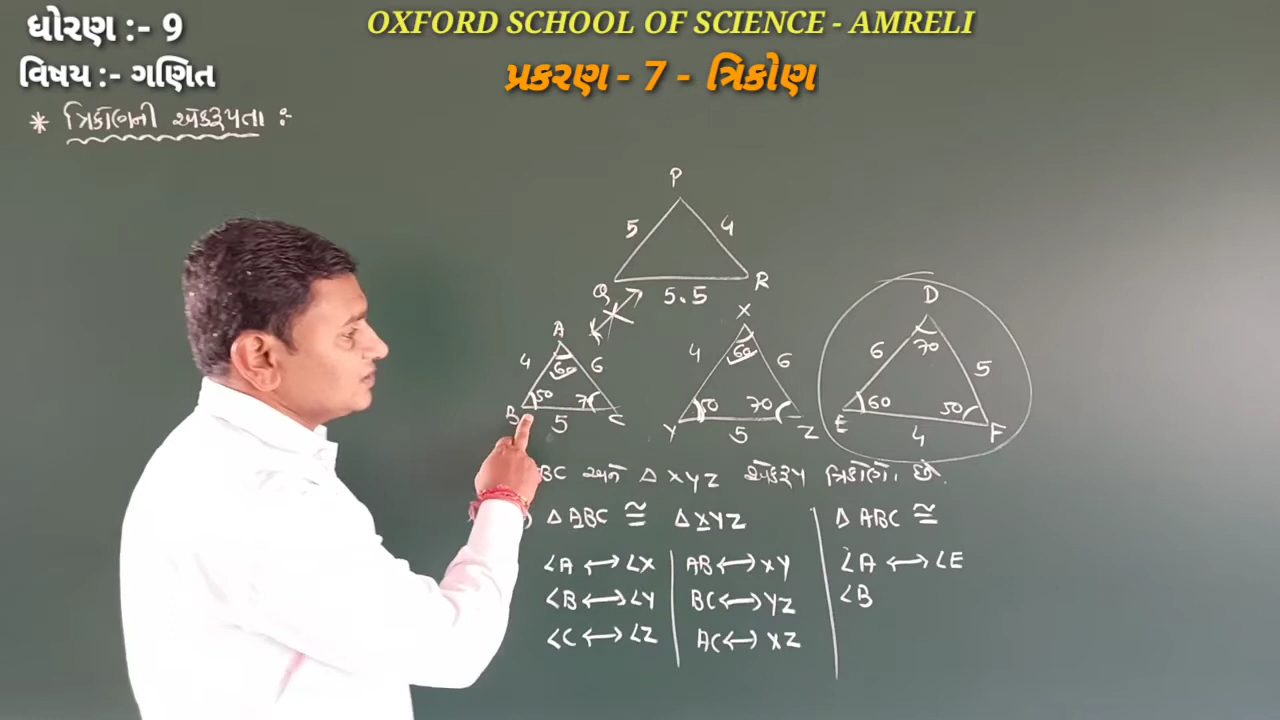 ધોરણ :- 9
OXFORD SCHOOL OF SCIENCE - AMRELI
વિષય :- ગણિત
પ્રકરણ - 7 - ત્રિકોણ
* ત્રિકોણની એકરૂપતા :-
P
5 4
Q R
5.5
A
4 6
60
50 70
B C
5
X
4 6
60
50 70
Y Z
5
D
70
6 5
60 50
E F
4
BC અને Δ XYZ એકરૂપ ત્રિકોણો છે.
Δ ABC ≅ Δ XYZ
∠A ↔ ∠X
∠B ↔ ∠Y
∠C ↔ ∠Z
AB ↔ XY
BC ↔ YZ
AC ↔ XZ
Δ ABC ≅
∠A ↔ ∠E
∠B